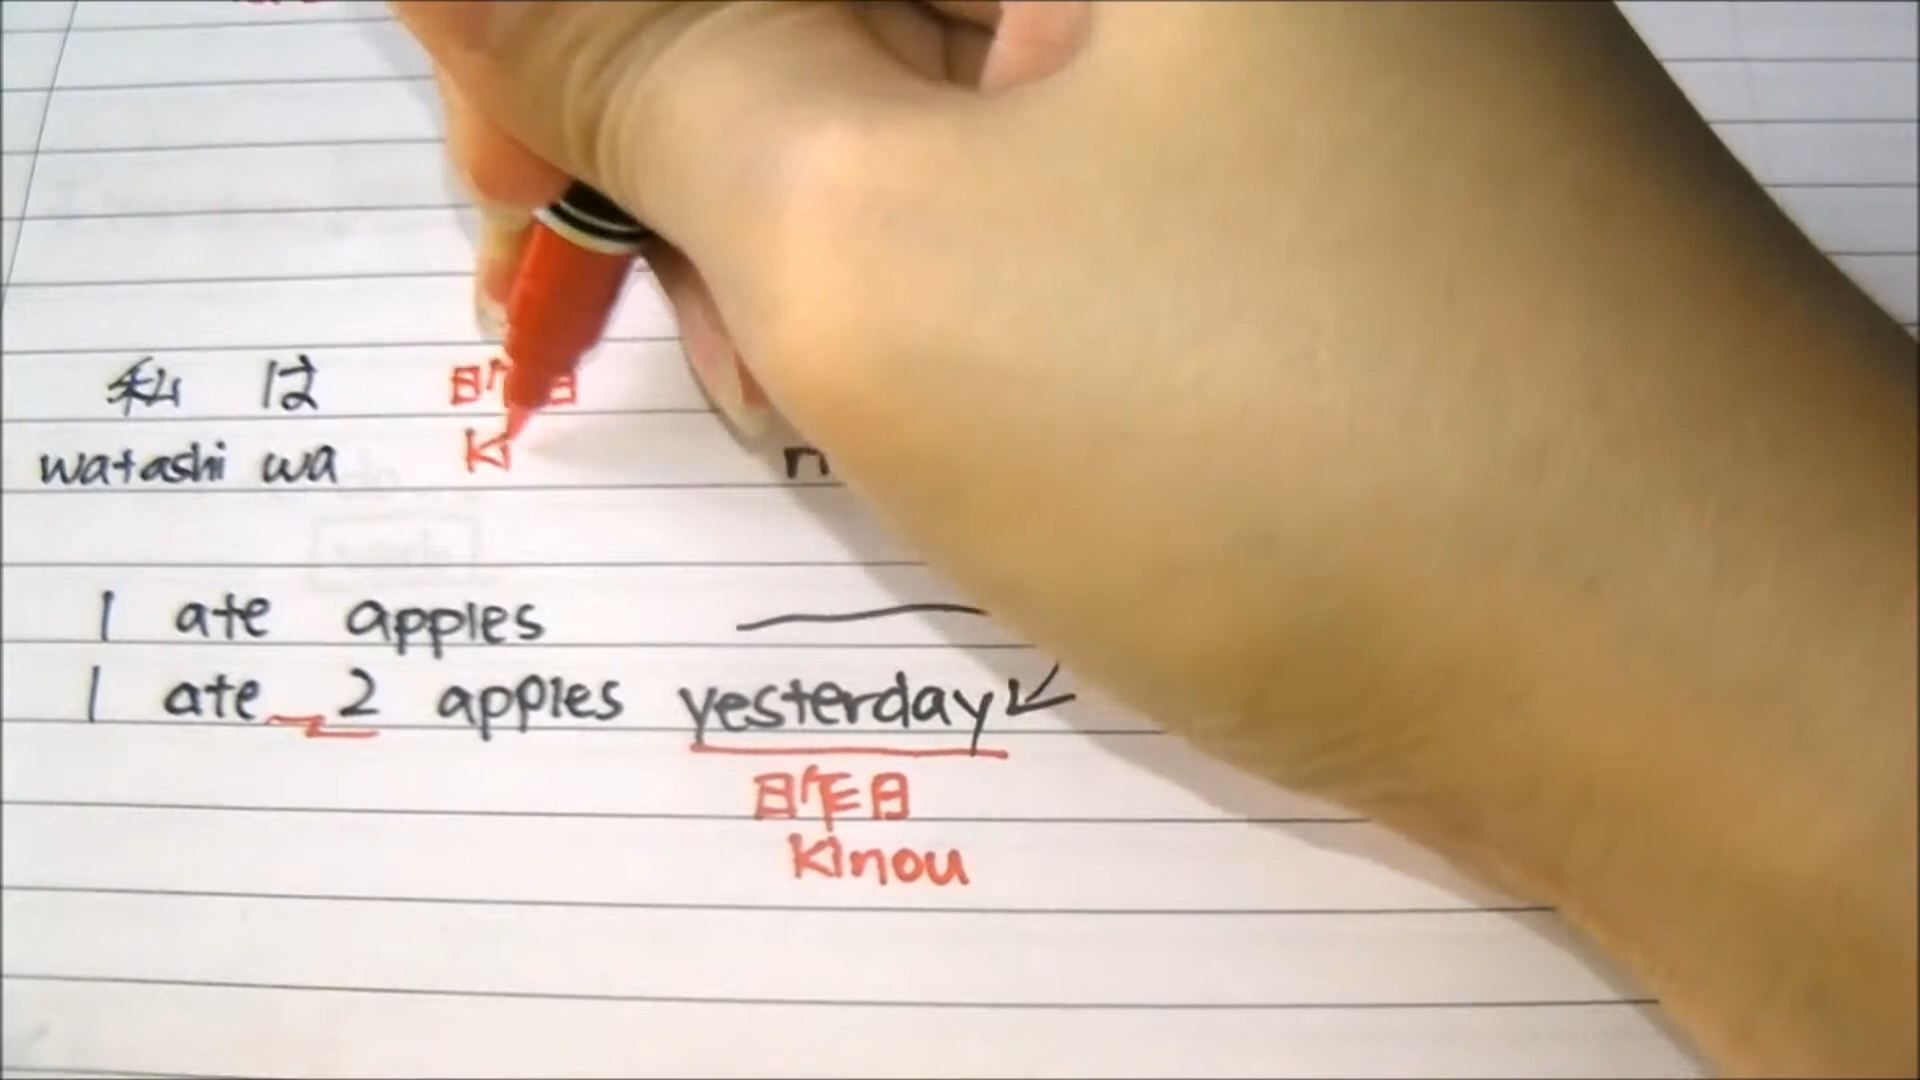 私 は 昨日
watashi wa Ki
I ate apples
I ate 2 apples yesterday
昨日
Kinou